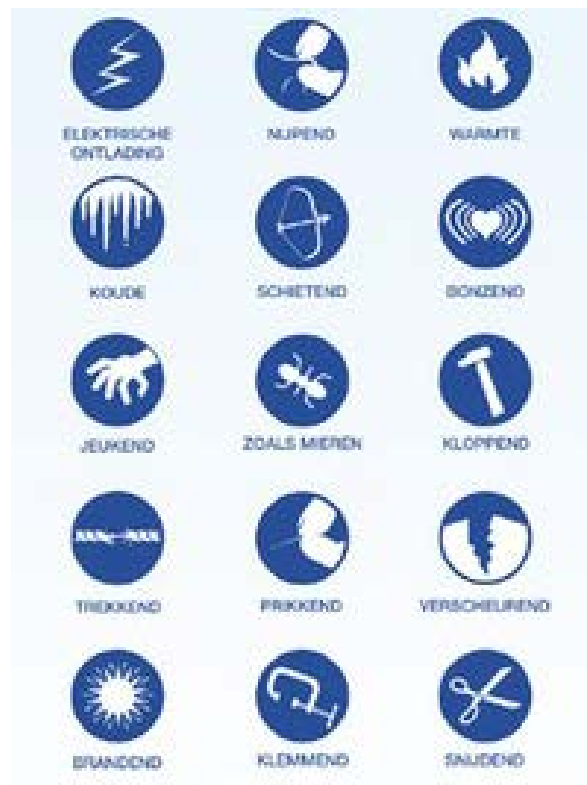 ELEKTRISCHE
ONTLADING
NIJPEND
WARMTE
KOUDE
SCHIETEND
BONZEND
JEUKEND
ZOALS MIEREN
KLOPPEND
TREKKEND
PRIKKEND
VERSCHEUREND
BRANDEND
KLEMMEND
SNIJDEND